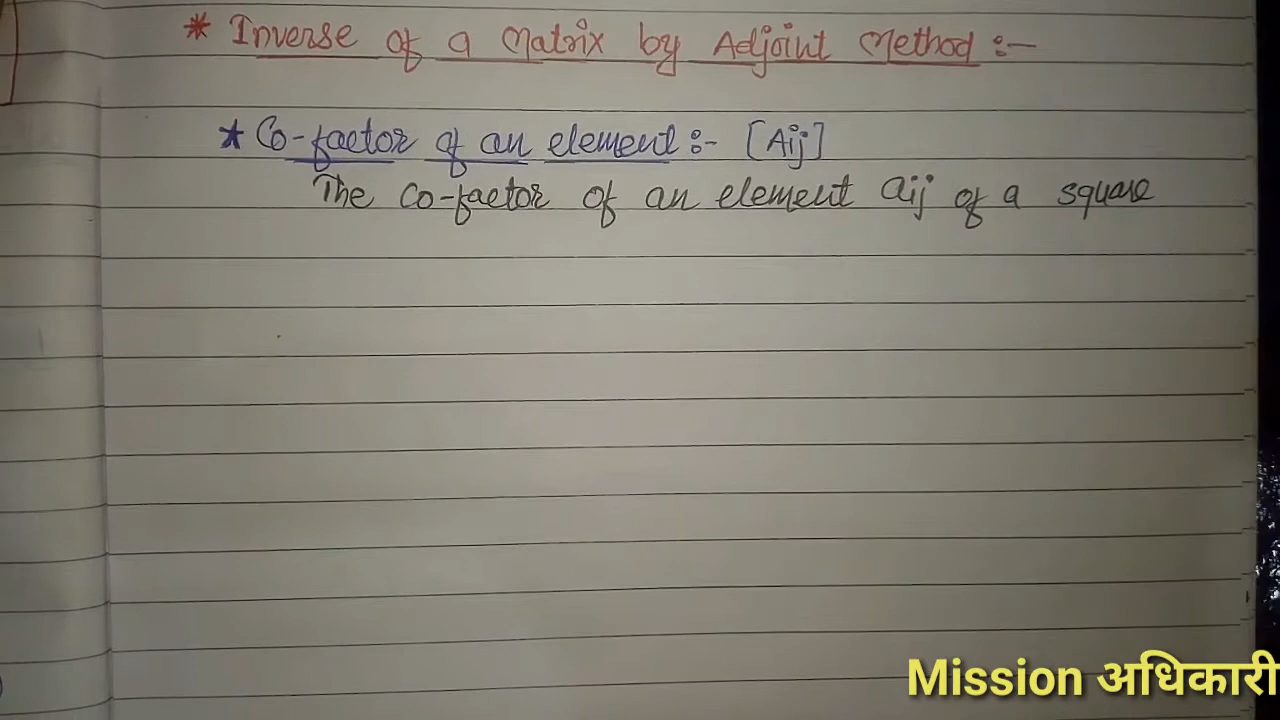 * Inverse of a Matrix by Adjoint Method :-
* Co-factor of an element :- [Aij]
The Co-factor of an element aij of a square
Mission अधिकारी